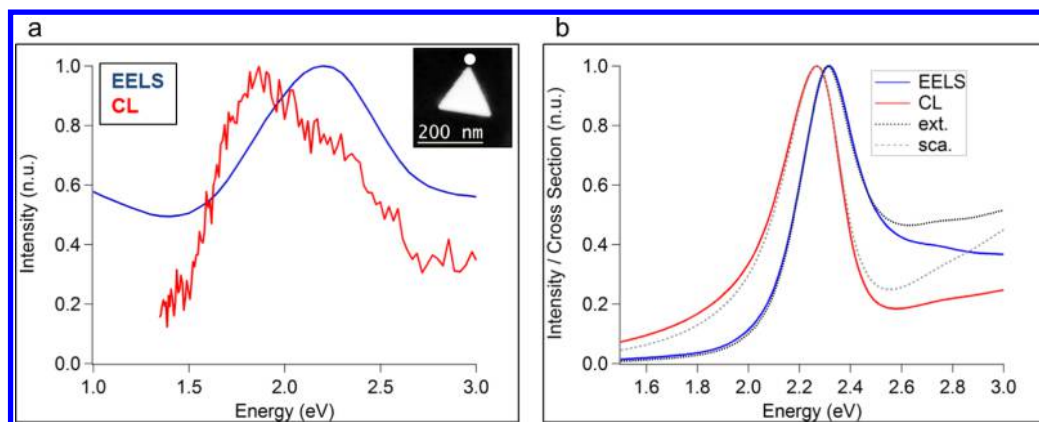 a
EELS
CL
200 nm
Intensity (n.u.)
1.0
0.8
0.6
0.4
0.2
0.0
1.0 1.5 2.0 2.5 3.0
Energy (eV)
b
EELS
CL
ext.
sca.
Intensity / Cross Section (n.u.)
1.0
0.8
0.6
0.4
0.2
0.0
1.6 1.8 2.0 2.2 2.4 2.6 2.8 3.0
Energy (eV)